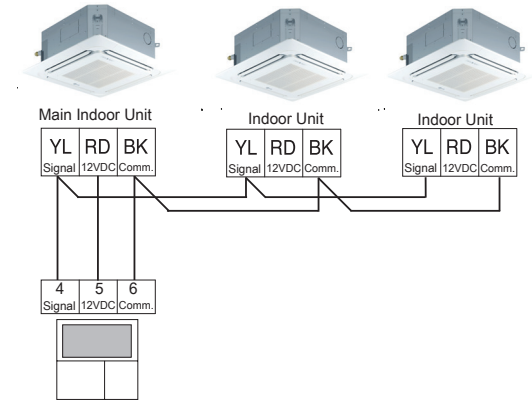 Main Indoor Unit
Indoor Unit
Indoor Unit
YL RD BK
Signal 12VDC Comm.
YL RD BK
Signal 12VDC Comm.
YL RD BK
Signal 12VDC Comm.
4 5 6
Signal 12VDC Comm.